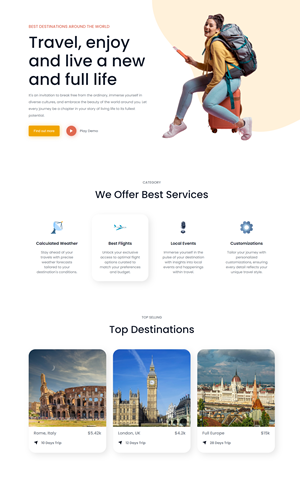 BEST DESTINATIONS AROUND THE WORLD
Travel, enjoy
and live a new
and full life
It's an invitation to break free from the ordinary, immerse yourself in
diverse cultures, and embrace the beauty of the world around you. Let
every journey be a chapter in your story of living life to its fullest
potential.
Find out more
Play Demo
CATEGORY
We Offer Best Services
Calculated Weather
Stay ahead of your
travels with precise
weather forecasts
tailored to your
destination's conditions.
Best Flights
Unlock your exclusive
access to optimal flight
options curated to
match your preferences
and budget.
Local Events
Immerse yourself in the
pulse of your destination
with insights into local
events and happenings
within travel.
Customizations
Tailor your journey with
personalized
customizations, ensuring
every detail reflects your
unique travel style.
TOP SELLING
Top Destinations
Rome, Italy
$5.42k
10 Days Trip
London, UK
$4.2k
12 Days Trip
Full Europe
$15k
28 Days Trip